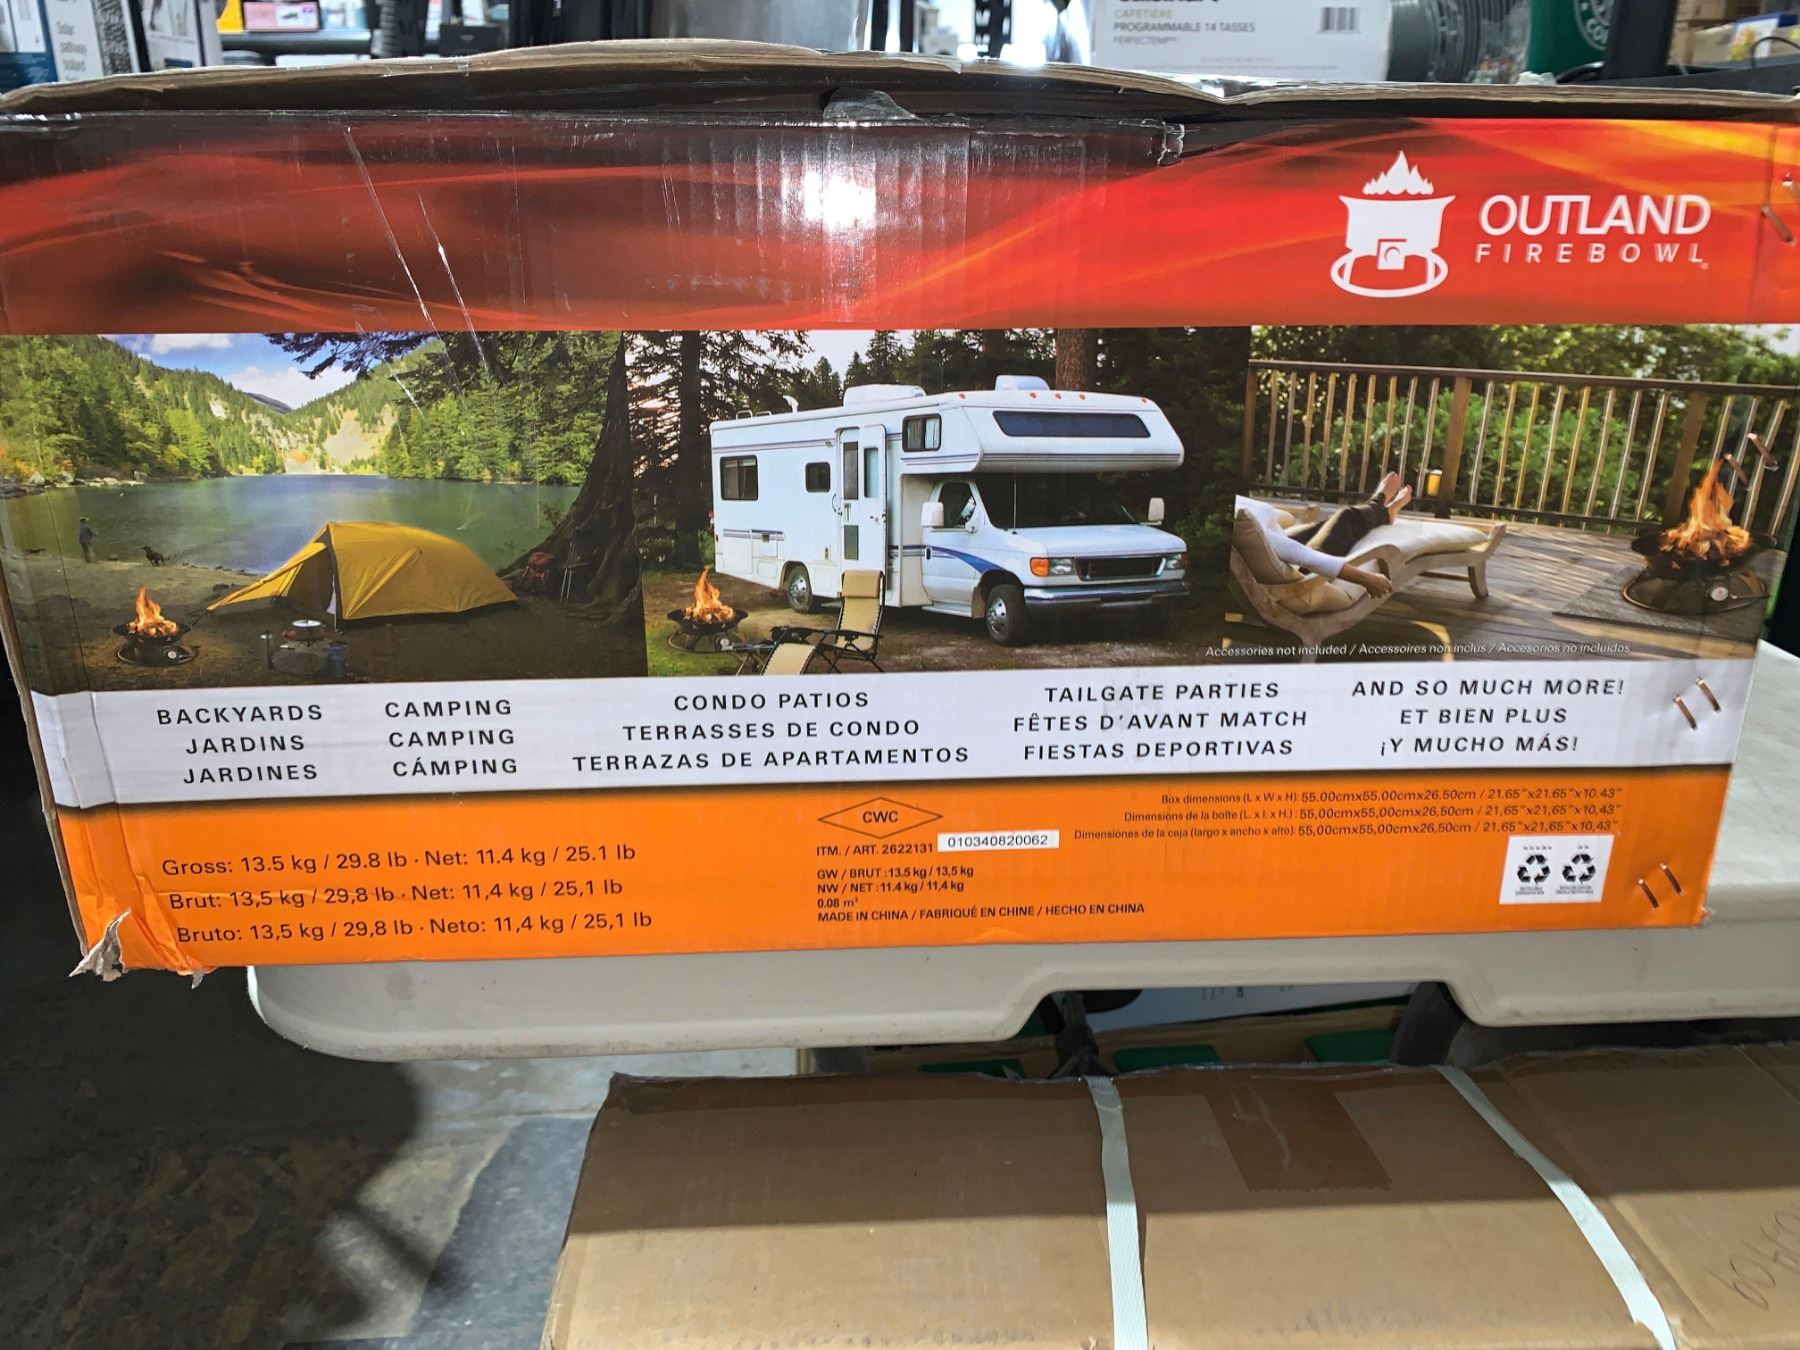 Solar
pathway
bollard
CAFETIÈRE
PROGRAMMABLE 14 TASSES
PERFECTEMP
OUTLAND
FIREBOWL
Accessories not included / Accessoires non inclus / Accesorios no incluidos
BACKYARDS
JARDINS
JARDINES
CAMPING
CAMPING
CÁMPING
CONDO PATIOS
TERRASSES DE CONDO
TERRAZAS DE APARTAMENTOS
TAILGATE PARTIES
FÊTES D'AVANT MATCH
FIESTAS DEPORTIVAS
AND SO MUCH MORE!
ET BIEN PLUS
¡Y MUCHO MÁS!
Gross: 13.5 kg / 29.8 lb · Net: 11.4 kg / 25.1 lb
Brut: 13,5 kg / 29,8 lb · Net: 11,4 kg / 25,1 lb
Bruto: 13,5 kg / 29,8 lb · Neto: 11,4 kg / 25,1 lb
CWC
ITM. / ART. 2622131 010340820062
GW / BRUT :13.5 kg / 13,5 kg
NW / NET :11.4 kg / 11,4 kg
0.08 m³
MADE IN CHINA / FABRIQUÉ EN CHINE / HECHO EN CHINA
Box dimensions (L x W x H): 55.00cmx55.00cmx26.50cm / 21.65"x21.65"x10.43"
Dimensions de la boîte (L. x l. x H.) : 55,00cmx55,00cmx26,50cm / 21,65"x21,65"x10,43"
Dimensiones de la caja (largo x ancho x alto): 55,00cmx55,00cmx26,50cm / 21,65"x21,65"x10,43"